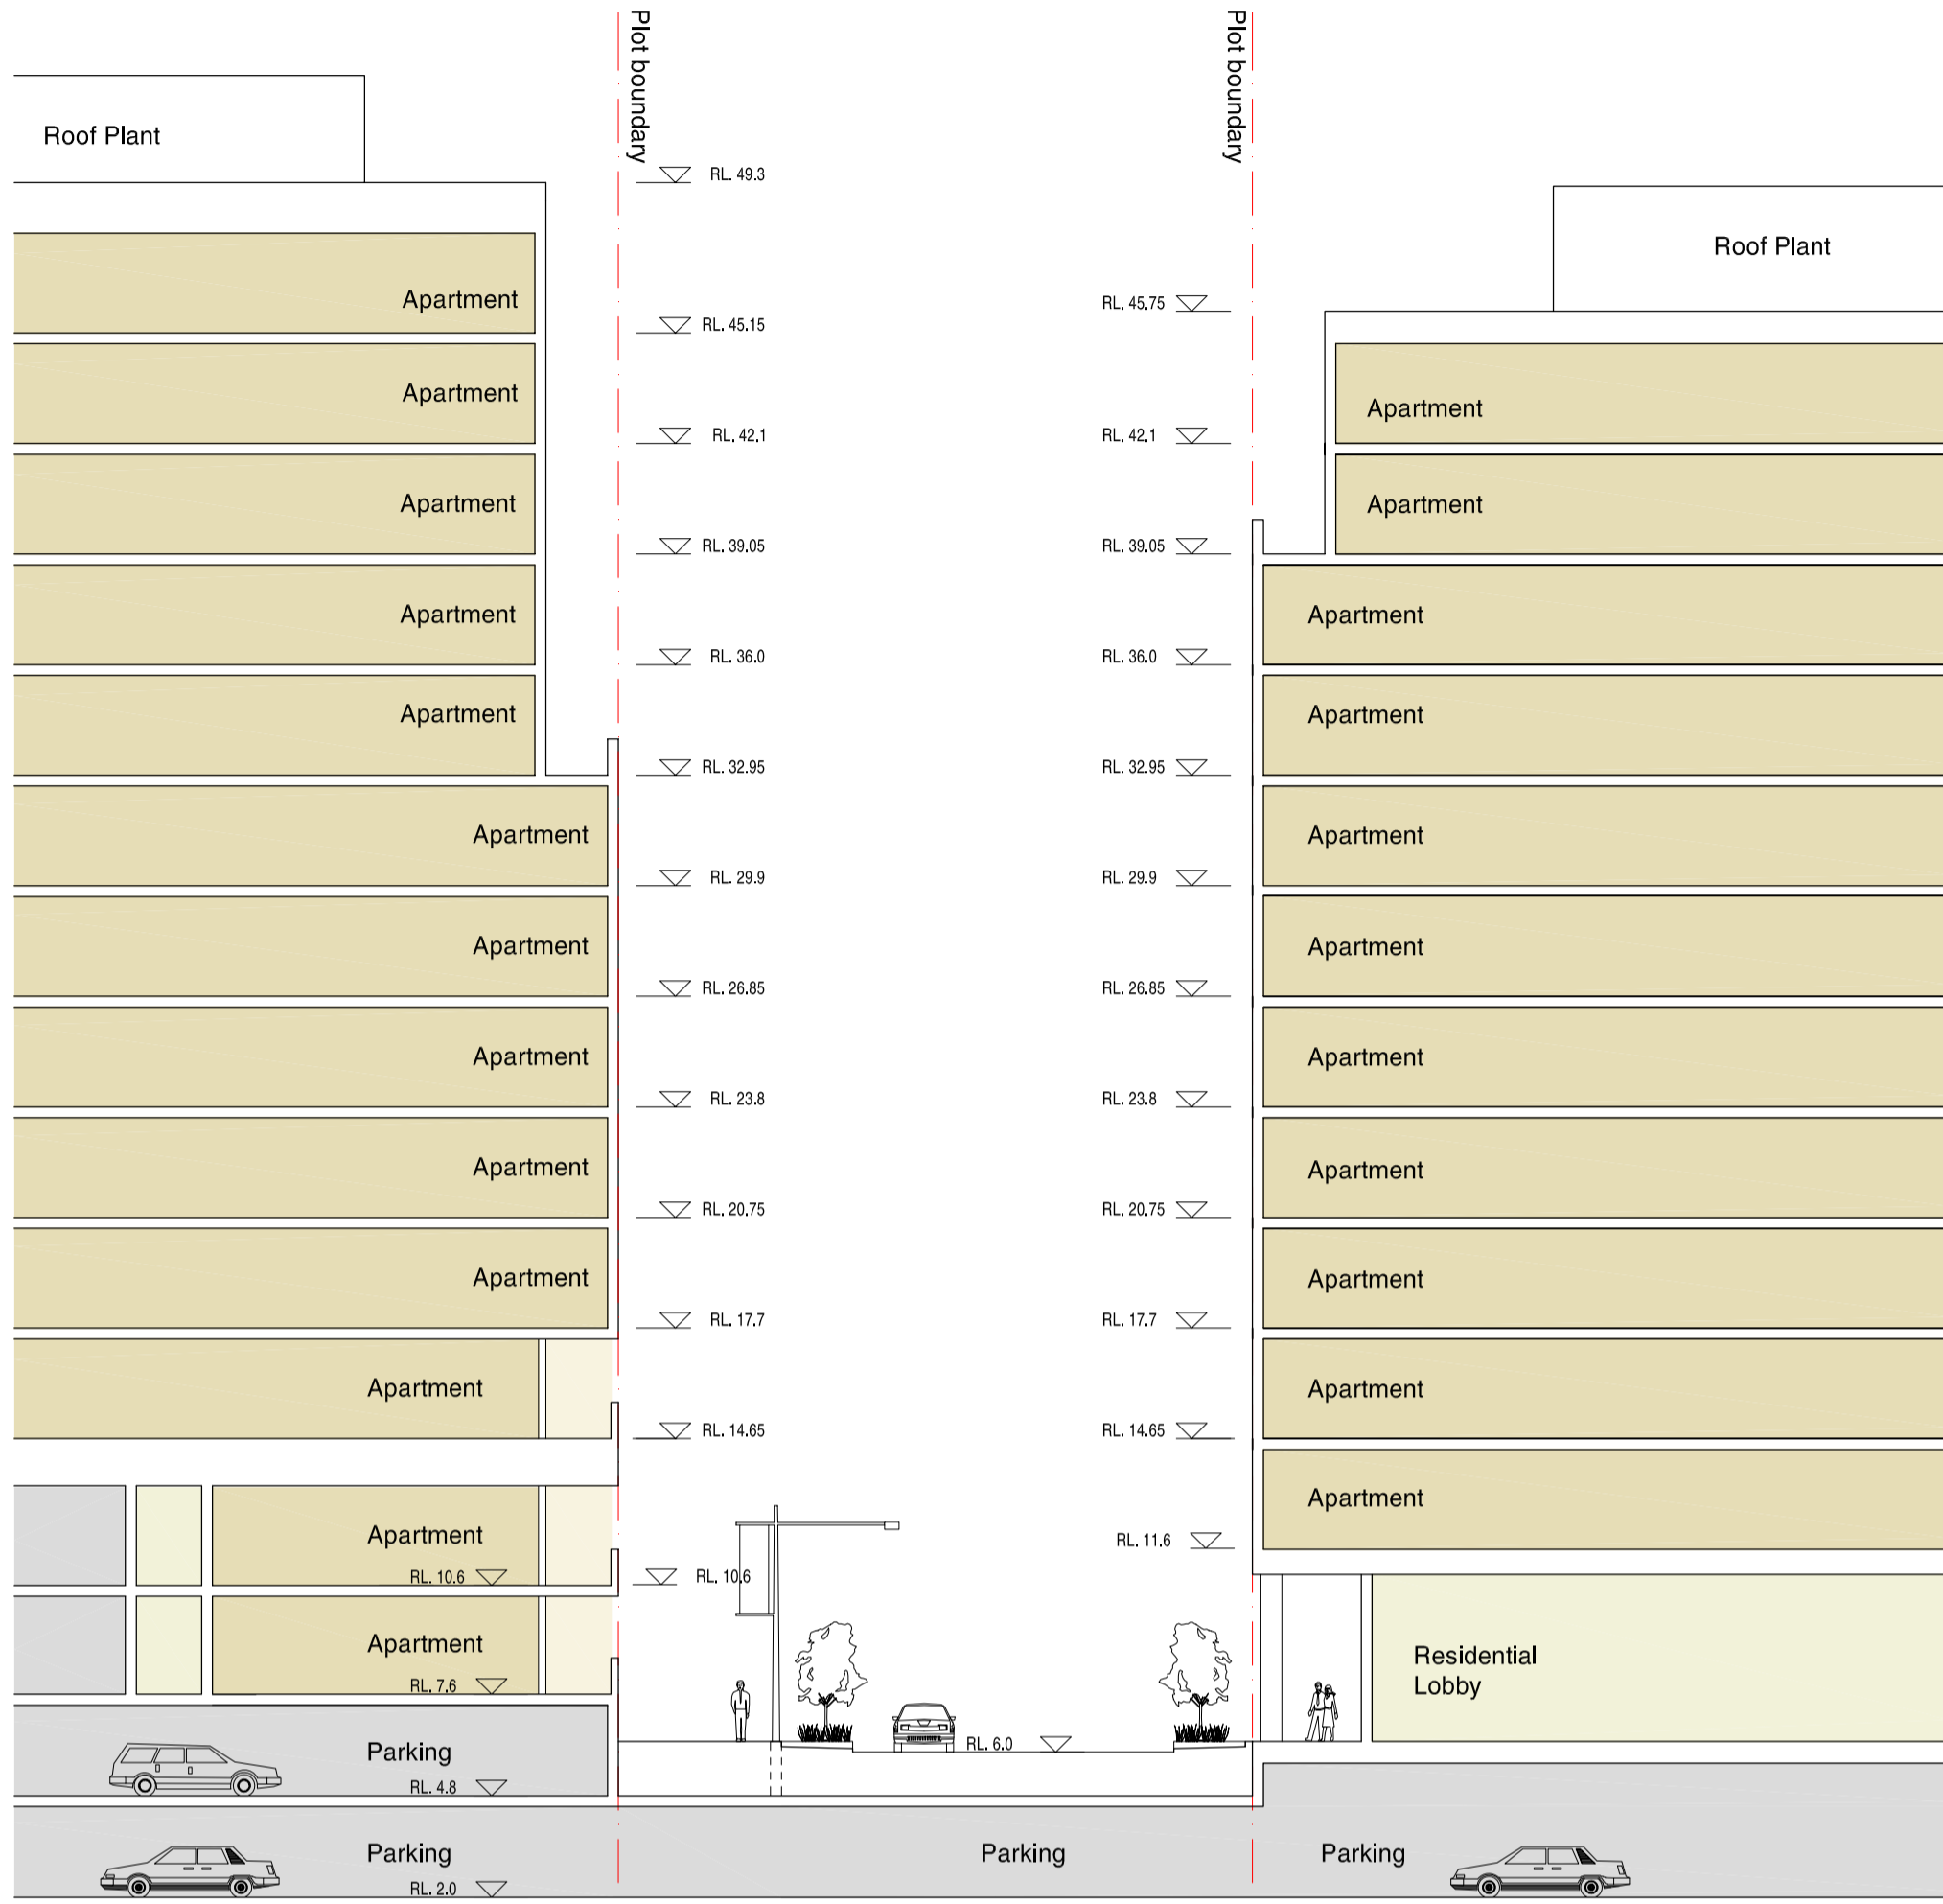 Plot boundary
Plot boundary
Roof Plant
RL. 49.3
Roof Plant
Apartment
RL. 45.75
RL. 45.15
Apartment
Apartment
RL. 42.1
RL. 42.1
Apartment
Apartment
RL. 39.05
RL. 39.05
Apartment
Apartment
RL. 36.0
RL. 36.0
Apartment
Apartment
RL. 32.95
RL. 32.95
Apartment
Apartment
RL. 29.9
RL. 29.9
Apartment
Apartment
RL. 26.85
RL. 26.85
Apartment
Apartment
RL. 23.8
RL. 23.8
Apartment
Apartment
RL. 20.75
RL. 20.75
Apartment
Apartment
RL. 17.7
RL. 17.7
Apartment
Apartment
RL. 14.65
RL. 14.65
Apartment
Apartment
RL. 11.6
RL. 10.6
RL. 10.6
Apartment
Residential
Lobby
RL. 7.6
RL. 6.0
Parking
RL. 4.8
Parking
Parking
Parking
RL. 2.0